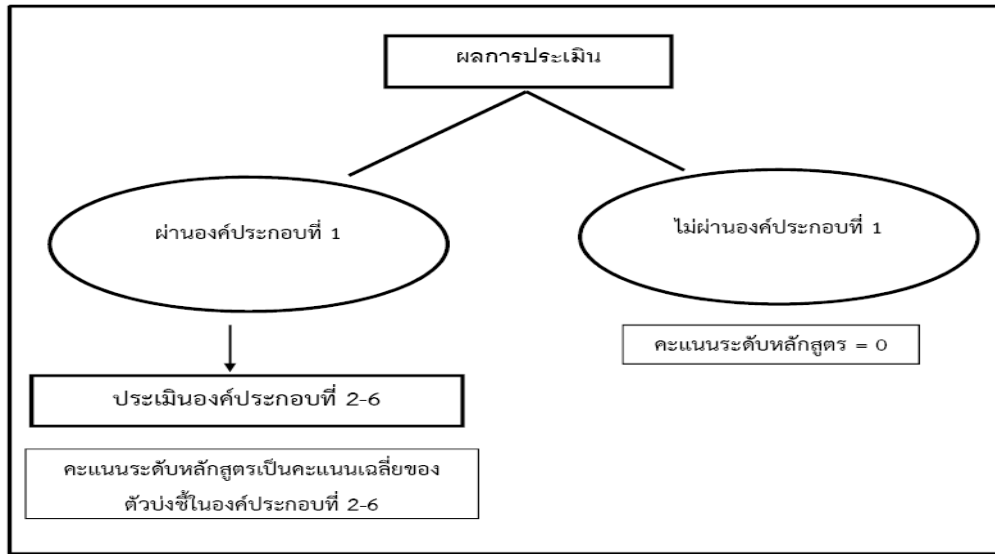 ผลการประเมิน
ผ่านองค์ประกอบที่ 1
ไม่ผ่านองค์ประกอบที่ 1
คะแนนระดับหลักสูตร = 0
ประเมินองค์ประกอบที่ 2-6
คะแนนระดับหลักสูตรเป็นคะแนนเฉลี่ยของ
ตัวบ่งชี้ในองค์ประกอบที่ 2-6